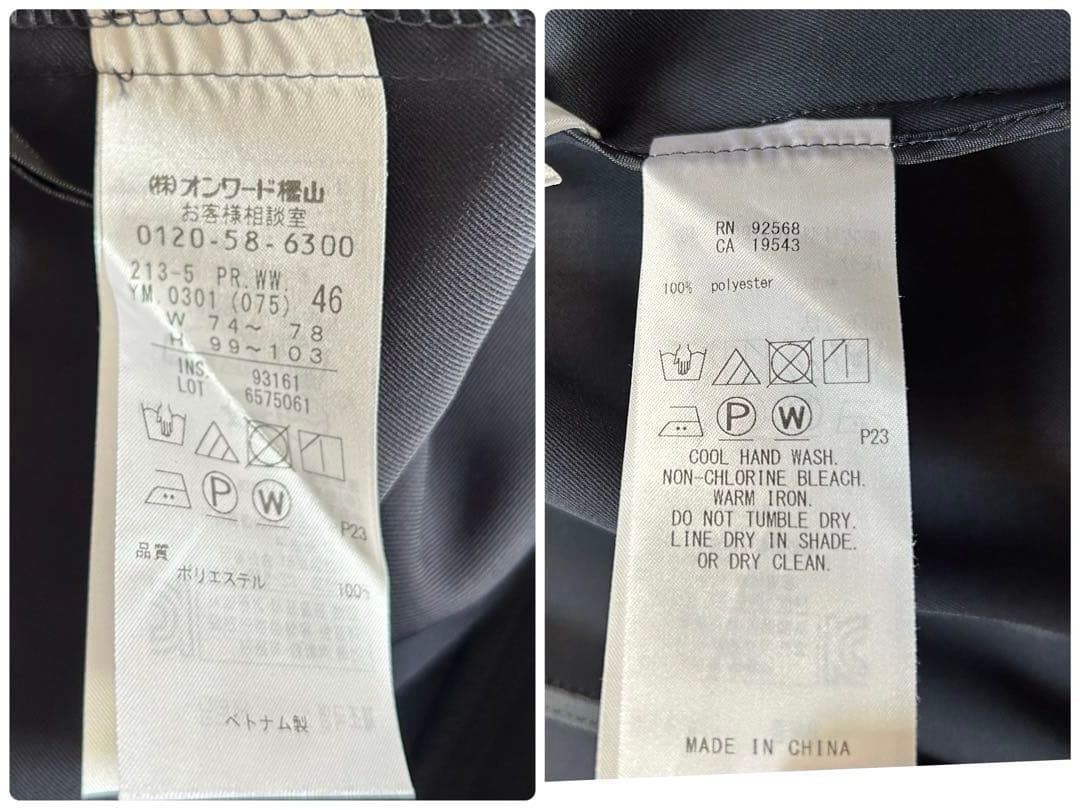 (株)オンワード樫山
お客様相談室
0120-58-6300
213-5 PR.WW.
YM.0301 (075) 46
W 74~ 78
H 99~103
INS. 93161
LOT 6575061
P
W
P23
品質
ポリエステル 100%
ベトナム製
RN 92568
CA 19543
100% polyester
P
W
P23
COOL HAND WASH.
NON-CHLORINE BLEACH.
WARM IRON.
DO NOT TUMBLE DRY.
LINE DRY IN SHADE.
OR DRY CLEAN.
MADE IN CHINA